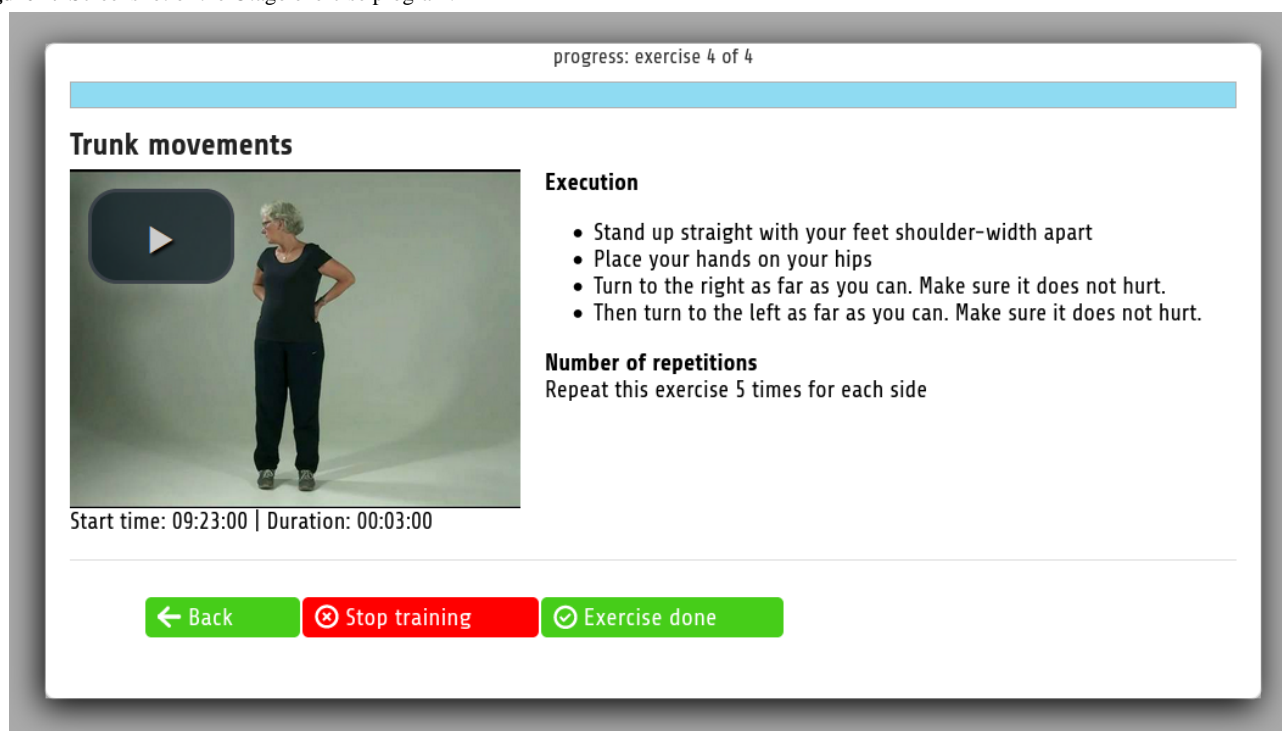 progress: exercise 4 of 4
Trunk movements
Execution
• Stand up straight with your feet shoulder-width apart
• Place your hands on your hips
• Turn to the right as far as you can. Make sure it does not hurt.
• Then turn to the left as far as you can. Make sure it does not hurt.
Number of repetitions
Repeat this exercise 5 times for each side
Start time: 09:23:00 | Duration: 00:03:00
Back
Stop training
Exercise done